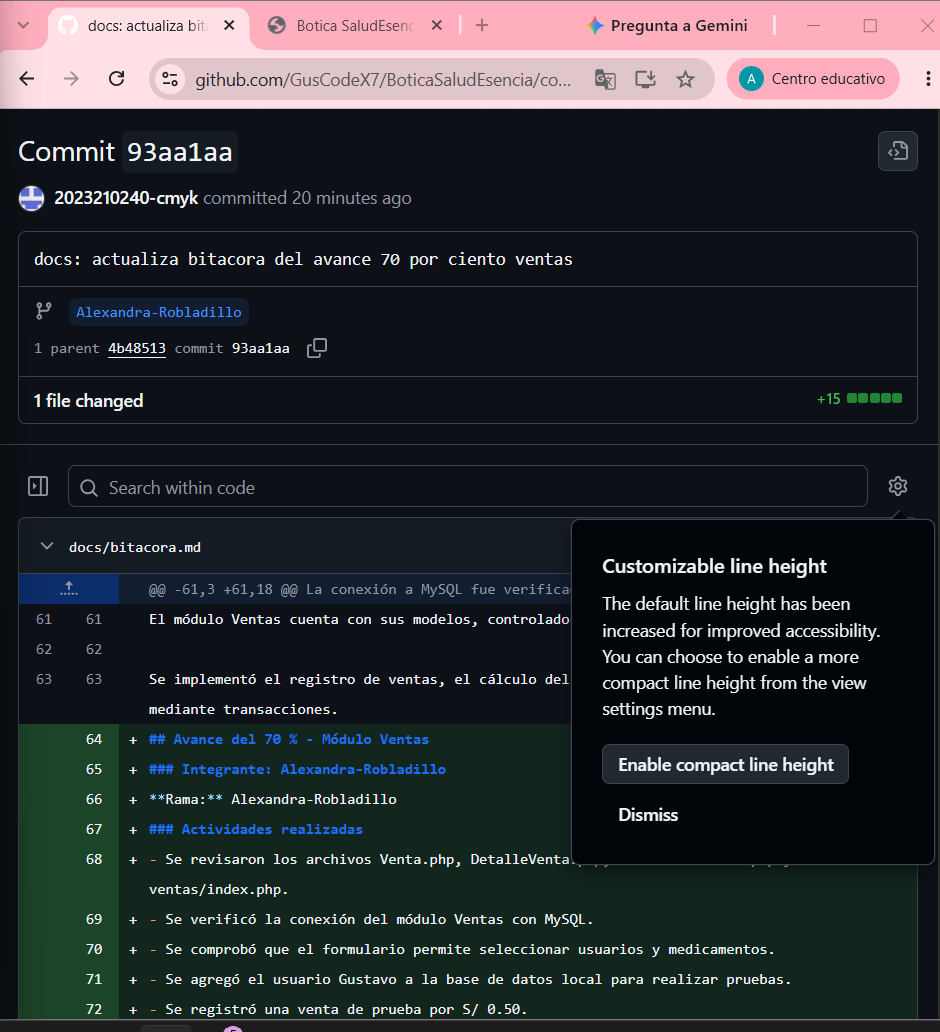 docs: actualiza bita
Botica SaludEsenc
Pregunta a Gemini
github.com/GusCodeX7/BoticaSaludEsencia/co...
A Centro educativo
Commit 93aa1aa
2023210240-cmyk committed 20 minutes ago
docs: actualiza bitacora del avance 70 por ciento ventas
Alexandra-Robladillo
1 parent 4b48513 commit 93aa1aa
1 file changed
+15
Search within code
docs/bitacora.md
@@ -61,3 +61,18 @@ La conexión a MySQL fue verifica
61 61 El módulo Ventas cuenta con sus modelos, controlado
62 62
63 63 Se implementó el registro de ventas, el cálculo del
mediante transacciones.
64 + ## Avance del 70 % - Módulo Ventas
65 + ### Integrante: Alexandra-Robladillo
66 + **Rama:** Alexandra-Robladillo
67 + ### Actividades realizadas
68 + - Se revisaron los archivos Venta.php, DetalleVenta
ventas/index.php.
69 + - Se verificó la conexión del módulo Ventas con MySQL.
70 + - Se comprobó que el formulario permite seleccionar usuarios y medicamentos.
71 + - Se agregó el usuario Gustavo a la base de datos local para realizar pruebas.
72 + - Se registró una venta de prueba por S/ 0.50.
Customizable line height
The default line height has been
increased for improved accessibility.
You can choose to enable a more
compact line height from the view
settings menu.
Enable compact line height
Dismiss